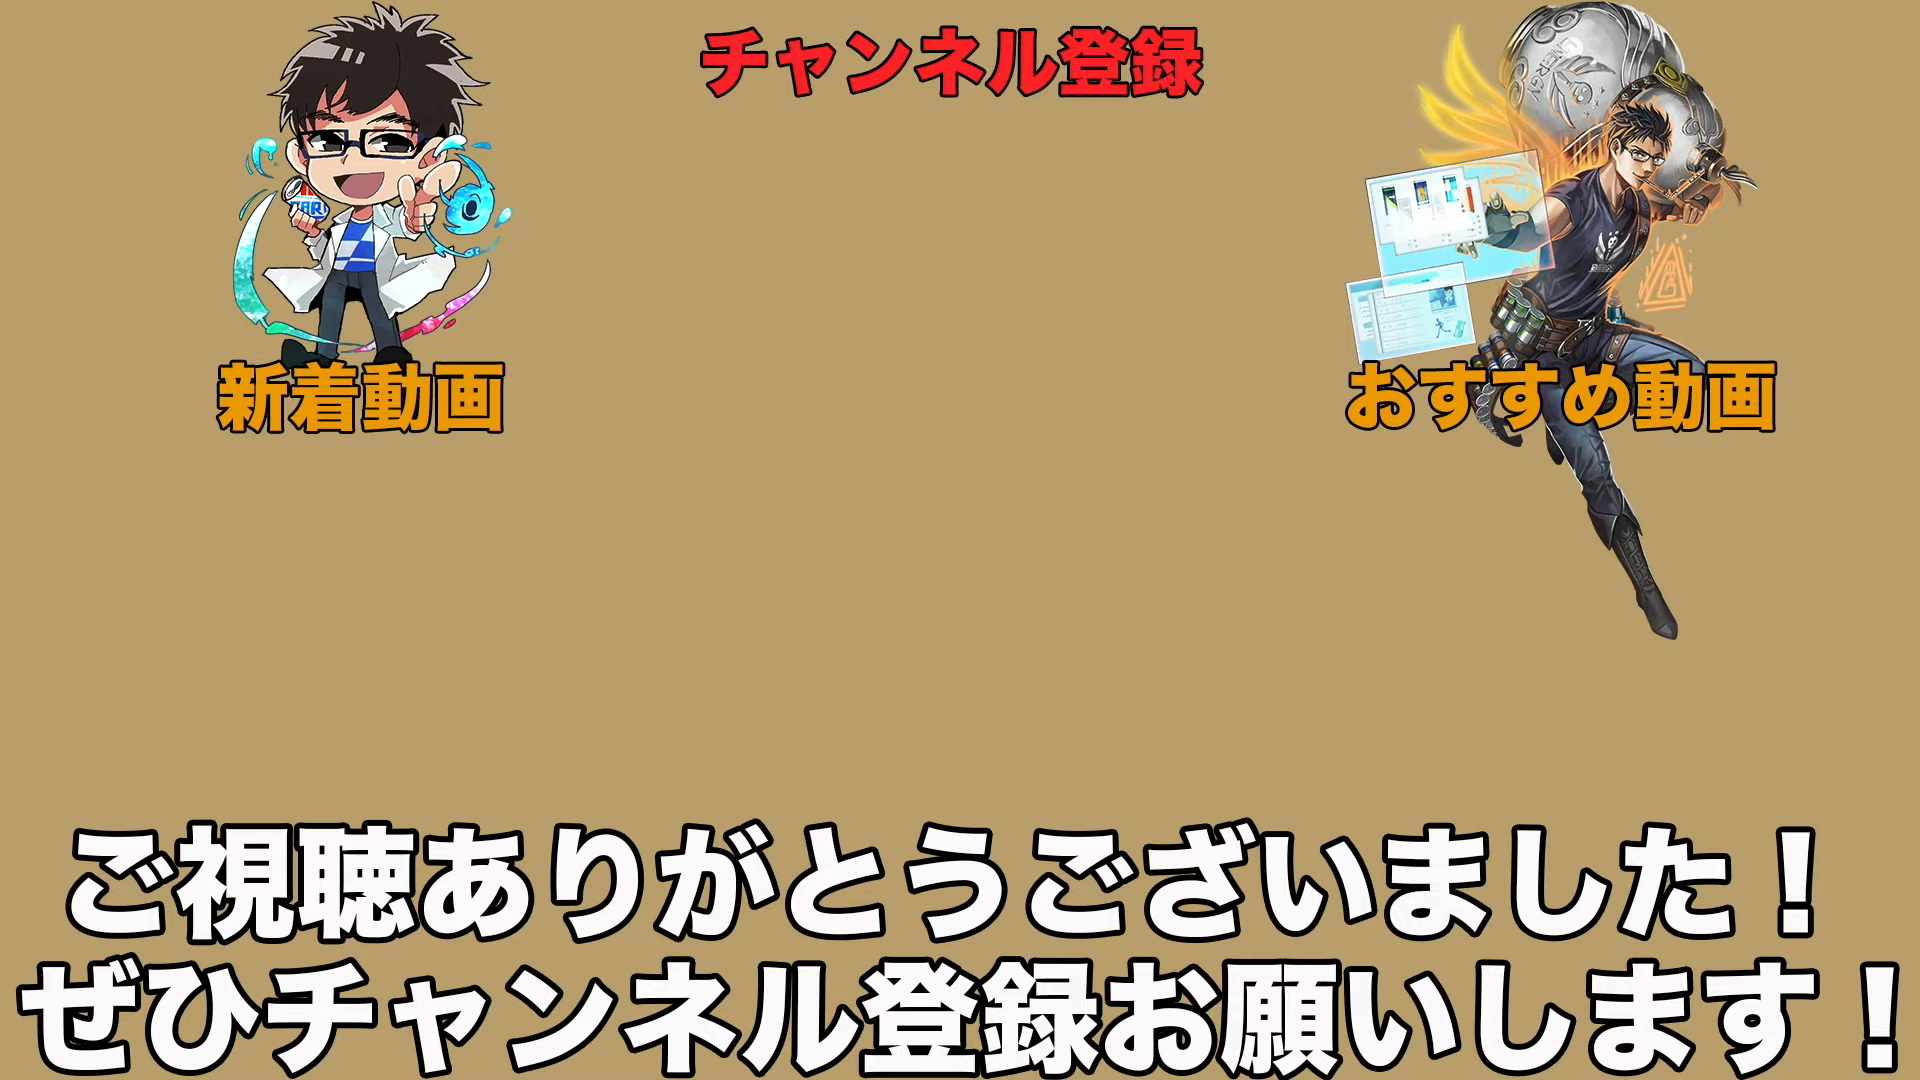 チャンネル登録
新着動画
おすすめ動画
ENERGY
ご視聴ありがとうございました!
ぜひチャンネル登録お願いします!